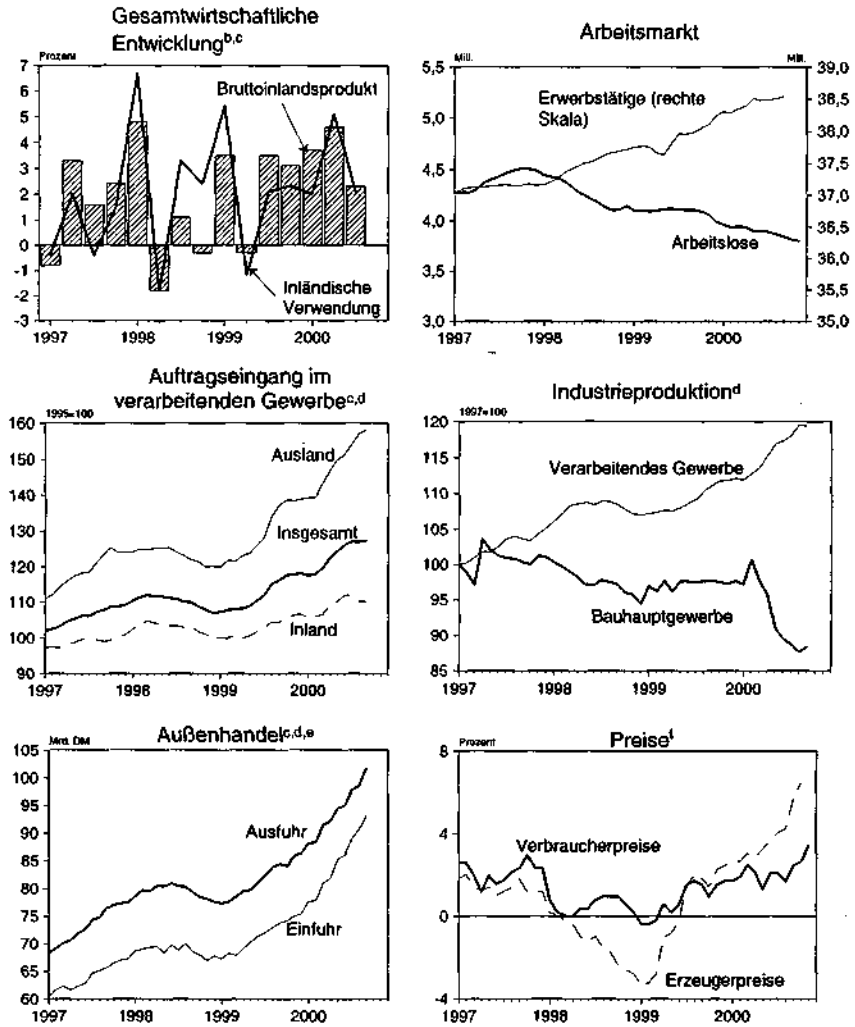 Gesamtwirtschaftliche
Entwicklungb,c
Prozent
7
6
5
4
3
2
1
0
-1
-2
-3
Bruttoinlandsprodukt
Inländische
Verwendung
1997 1998 1999 2000
Arbeitsmarkt
Mill. Mill.
5,5
5,0
4,5
4,0
3,5
3,0
Erwerbstätige (rechte
Skala)
Arbeitslose
39,0
38,5
38,0
37,5
37,0
36,5
36,0
35,5
35,0
1997 1998 1999 2000
Auftragseingang im
verarbeitenden Gewerbec,d
1995=100
160
150
140
130
120
110
100
90
Ausland
Insgesamt
Inland
1997 1998 1999 2000
Industrieproduktiond
1997=100
120
115
110
105
100
95
90
85
Verarbeitendes Gewerbe
Bauhauptgewerbe
1997 1998 1999 2000
Außenhandelc,d,e
Mrd. DM
105
100
95
90
85
80
75
70
65
60
Ausfuhr
Einfuhr
1997 1998 1999 2000
Preisef
Prozent
8
4
0
-4
Verbraucherpreise
Erzeugerpreise
1997 1998 1999 2000